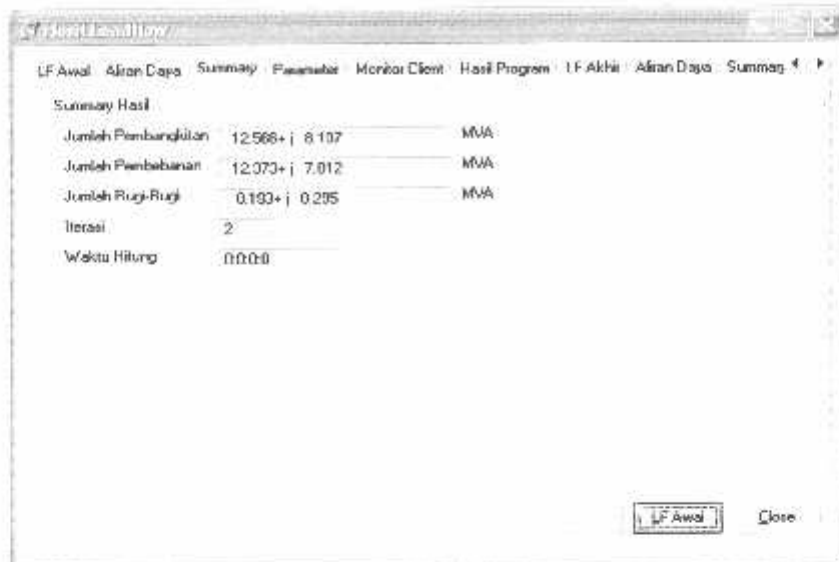 LF Awal Aliran Daya Summary Parameter Monitor Client Hasil Program LF Akhir Aliran Daya Summary
Summary Hasil
Jumlah Pembangkitan 12.566+ j 8.107 MVA
Jumlah Pembebanan 12.373+ j 7.812 MVA
Jumlah Rugi-Rugi 0.193+ j 0.295 MVA
Iterasi 2
Waktu Hitung 0:0:0:0
LF Awal Close